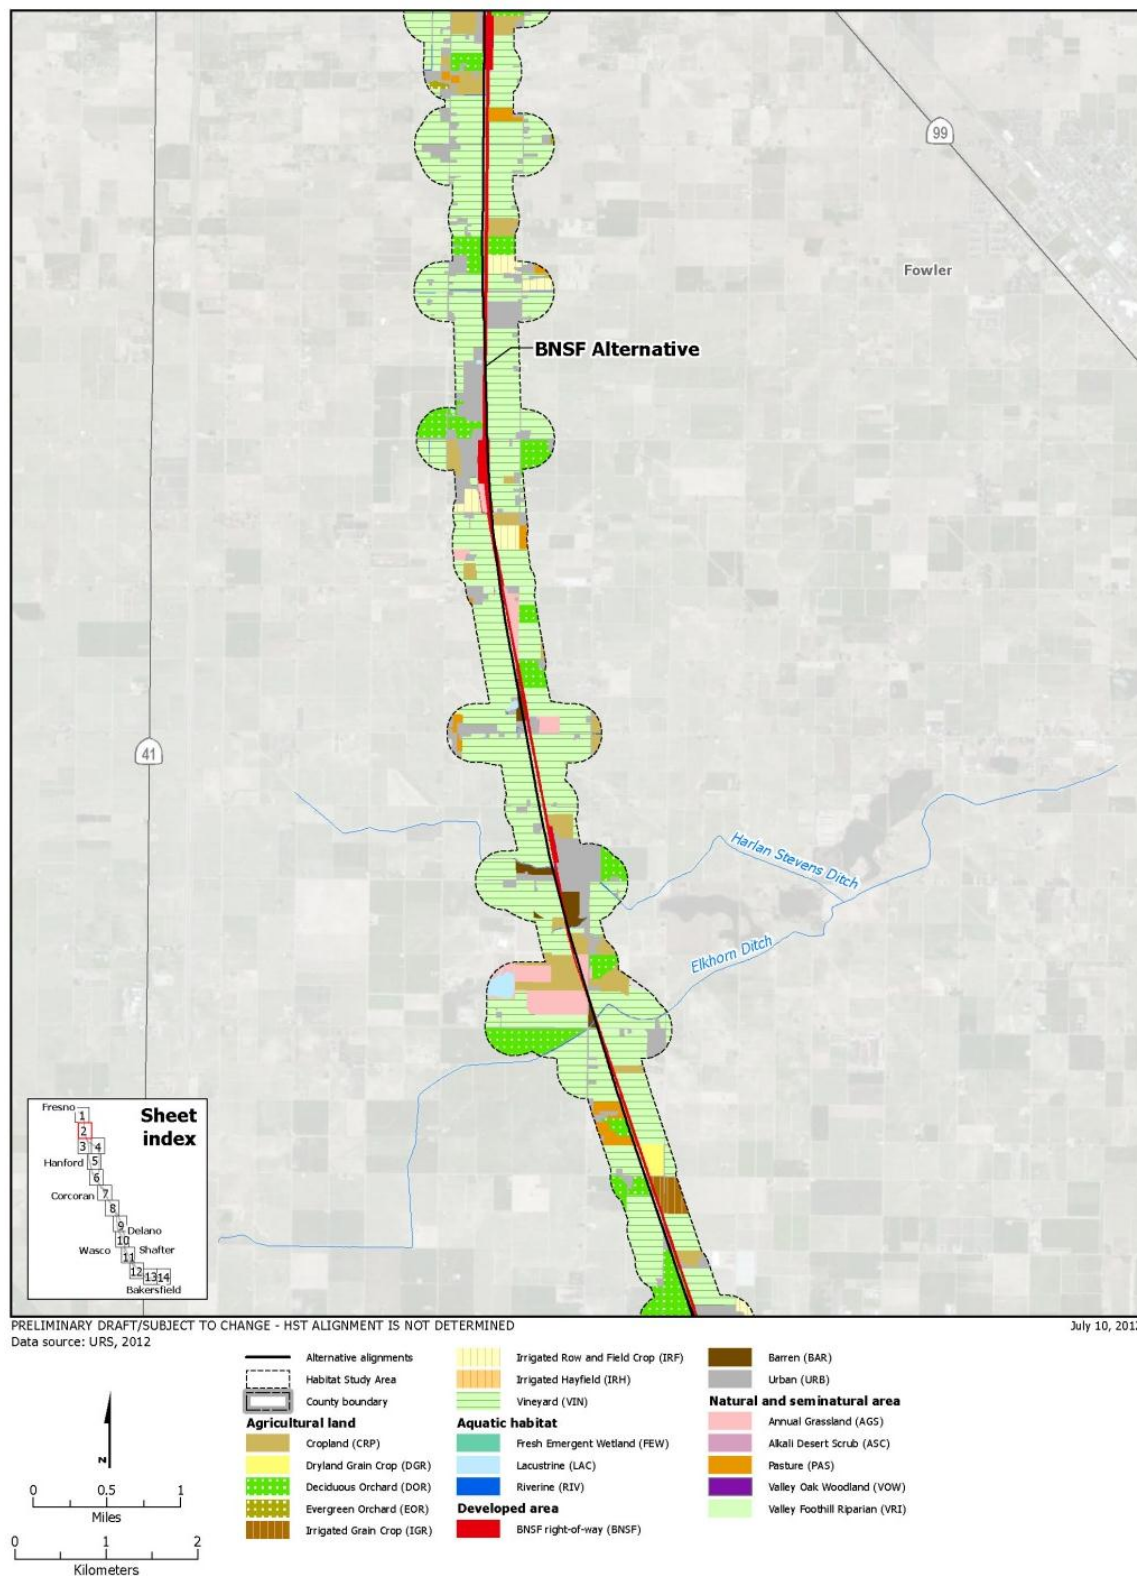 99
Fowler
BNSF Alternative
41
Harlan Stevens Ditch
Elkhorn Ditch
Sheet
index
Fresno
1
2
3 4
Hanford 5
6
Corcoran 7
8
9
Delano
10
Wasco 11 Shafter
12 13 14
Bakersfield
PRELIMINARY DRAFT/SUBJECT TO CHANGE - HST ALIGNMENT IS NOT DETERMINED
Data source: URS, 2012
July 10, 2012
N
0 0.5 1
Miles
0 1 2
Kilometers
Alternative alignments
Habitat Study Area
County boundary
Agricultural land
Cropland (CRP)
Dryland Grain Crop (DGR)
Deciduous Orchard (DOR)
Evergreen Orchard (EOR)
Irrigated Grain Crop (IGR)
Irrigated Row and Field Crop (IRF)
Irrigated Hayfield (IRH)
Vineyard (VIN)
Aquatic habitat
Fresh Emergent Wetland (FEW)
Lacustrine (LAC)
Riverine (RIV)
Developed area
BNSF right-of-way (BNSF)
Barren (BAR)
Urban (URB)
Natural and seminatural area
Annual Grassland (AGS)
Alkali Desert Scrub (ASC)
Pasture (PAS)
Valley Oak Woodland (VOW)
Valley Foothill Riparian (VRI)